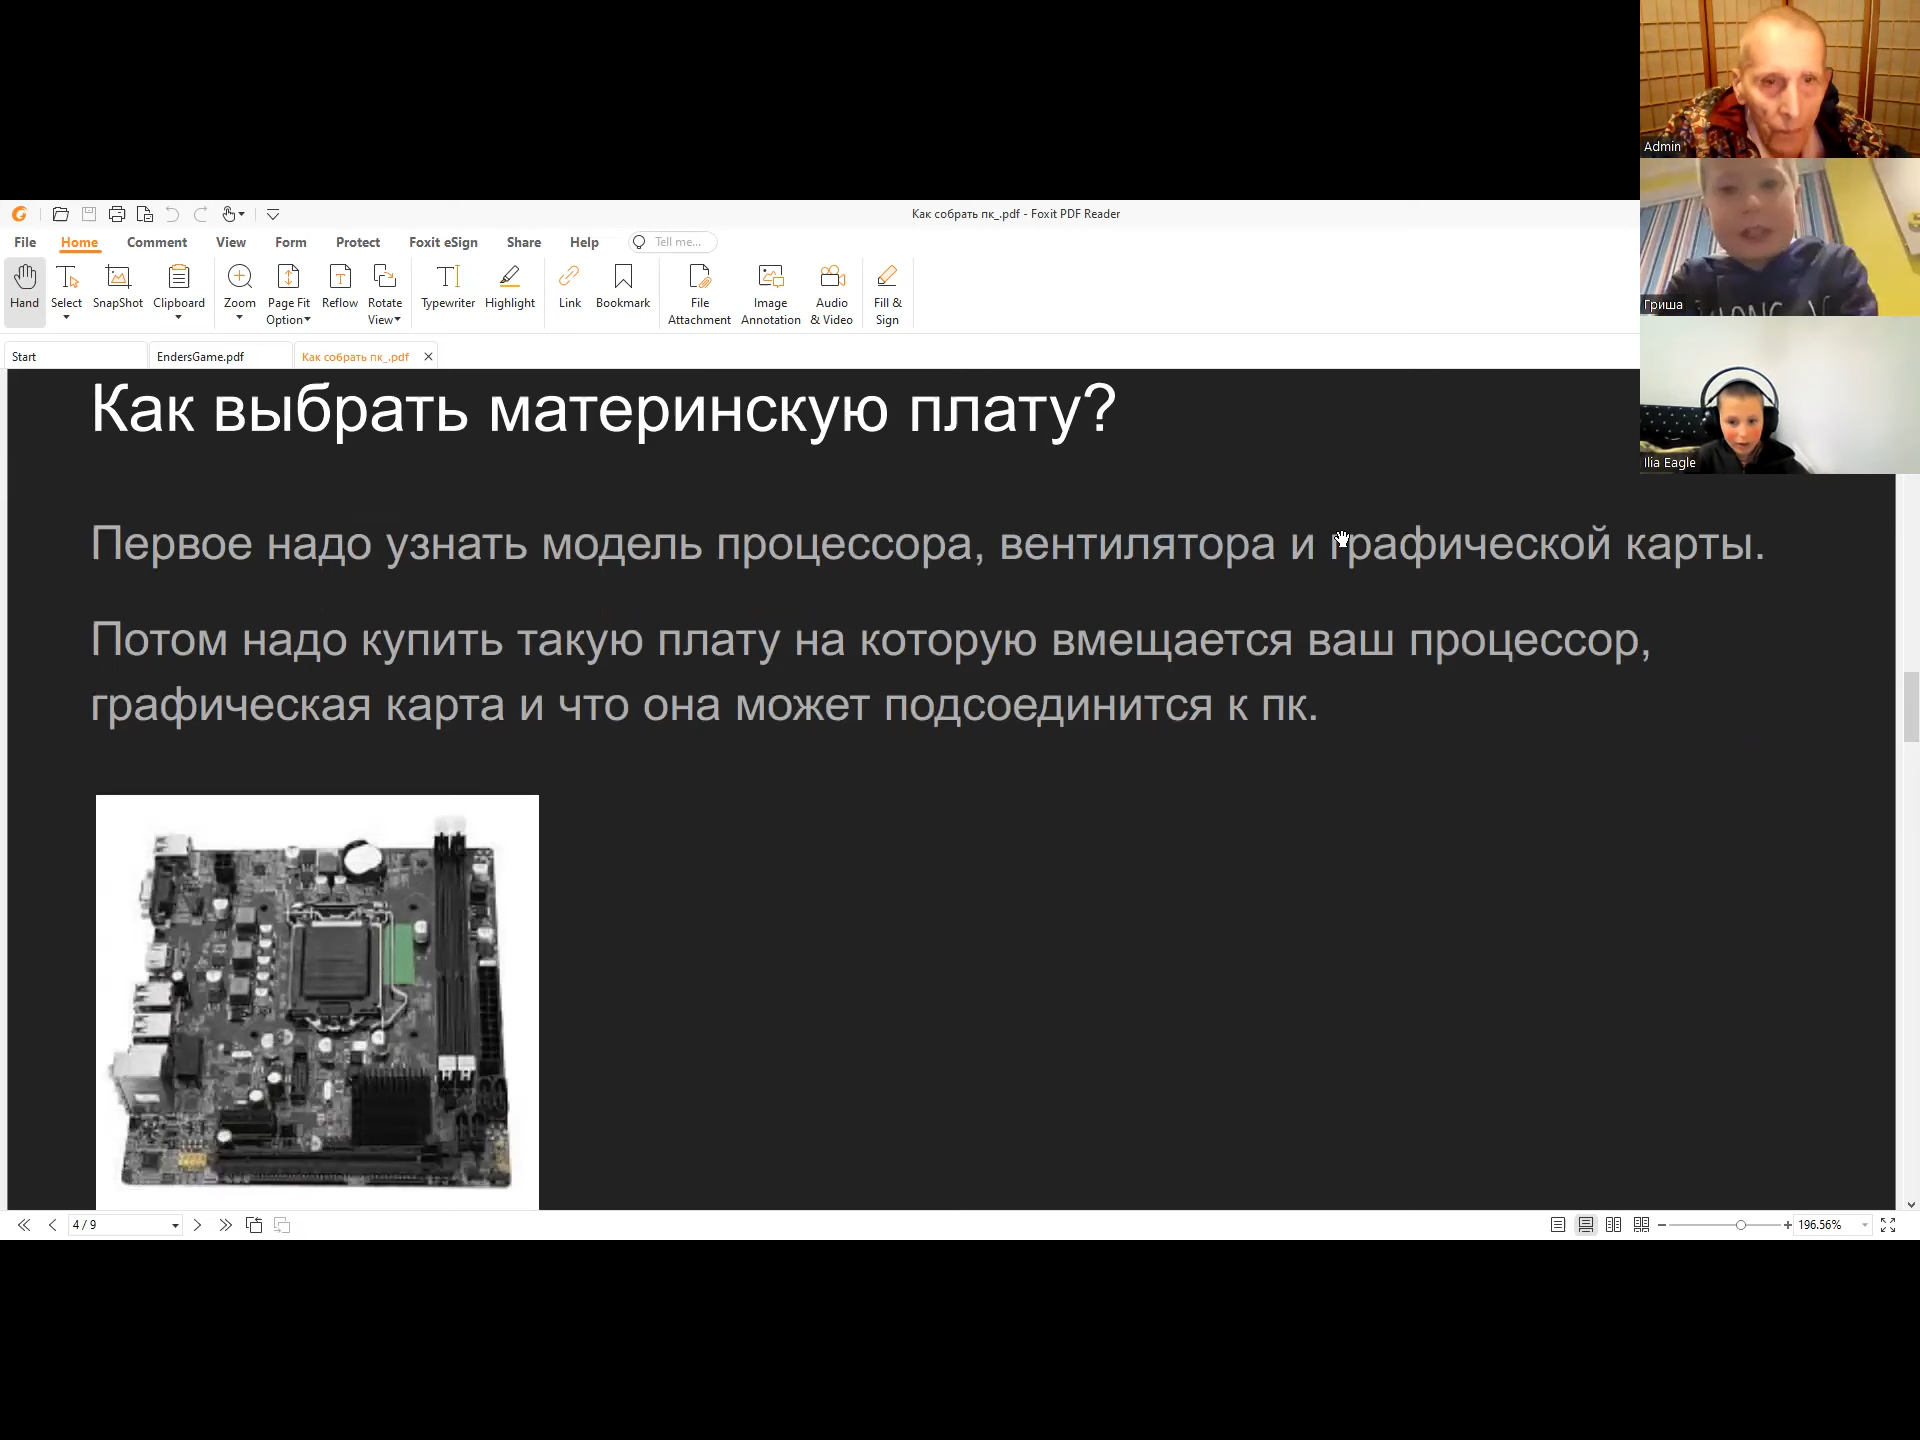 Как собрать пк_.pdf - Foxit PDF Reader
File Home Comment View Form Protect Foxit eSign Share Help Tell me...
Hand Select SnapShot Clipboard Zoom Page Fit Option Reflow Rotate View Typewriter Highlight Link Bookmark File Attachment Image Annotation Audio & Video Fill & Sign
Start EndersGame.pdf Как собрать пк_.pdf
Admin
Гриша
Ilia Eagle
Как выбрать материнскую плату?
Первое надо узнать модель процессора, вентилятора и графической карты.
Потом надо купить такую плату на которую вмещается ваш процессор,
графическая карта и что она может подсоединится к пк.
4 / 9
196.56%